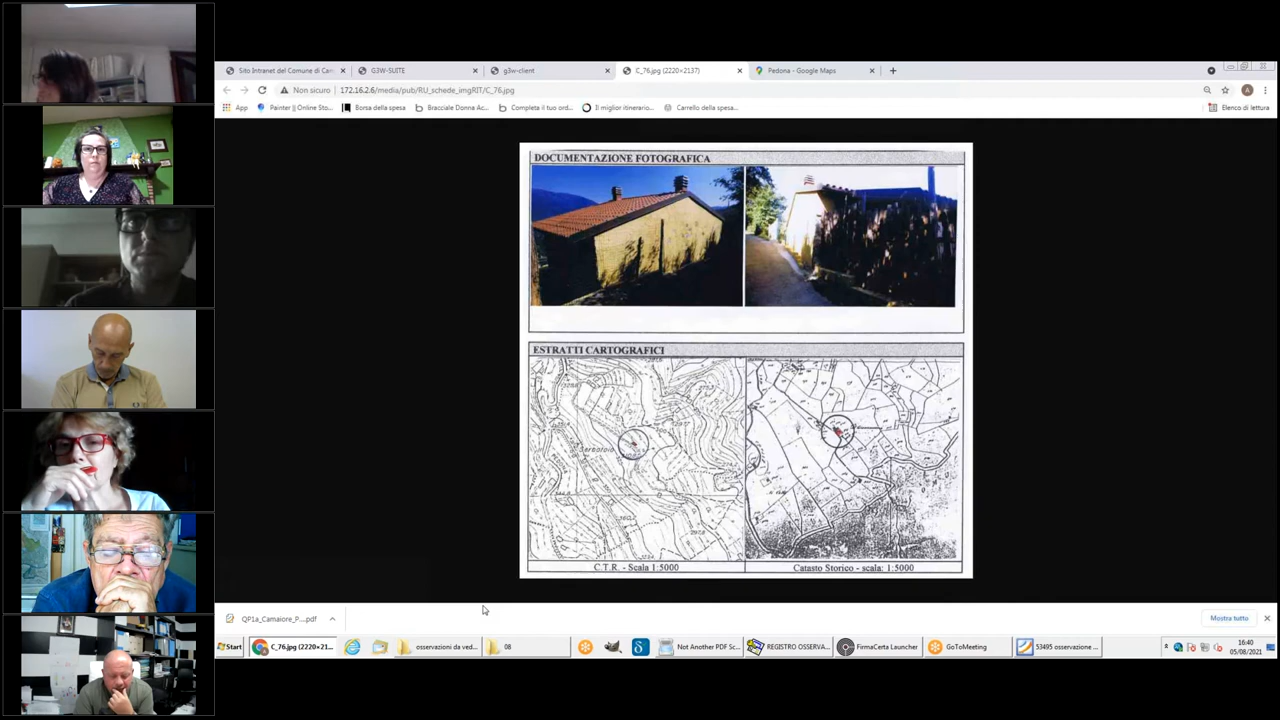 Sito Intranet del Comune di Cam
G3W-SUITE
g3w-client
C_76.jpg (2220×2137)
Pedona - Google Maps
Non sicuro
172.16.2.6/media/pub/RU_schede_imgRIT/C_76.jpg
App
Painter || Online Sto...
Borsa della spesa
Bracciale Donna Ac...
Completa il tuo ord...
Il miglior itinerario...
Carrello della spesa...
Elenco di lettura
DOCUMENTAZIONE FOTOGRAFICA
ESTRATTI CARTOGRAFICI
C.T.R. - Scala 1:5000
Catasto Storico - scala: 1:5000
QP1a_Camaiore_P....pdf
Mostra tutto
Start
C_76.jpg (2220×21...
osservazioni da ved...
08
Not Another PDF Sc...
REGISTRO OSSERVA...
FirmaCerta Launcher
GoToMeeting
53495 osservazione ...
16:40
05/08/2021